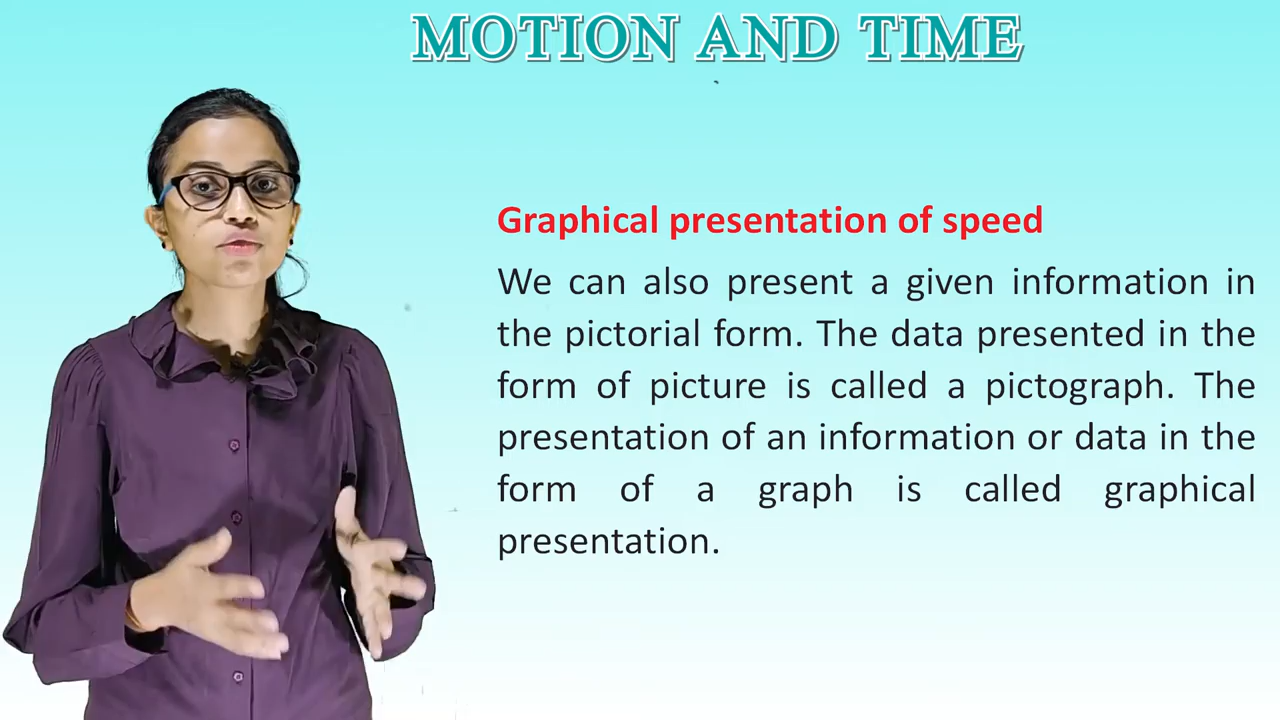 MOTION AND TIME
Graphical presentation of speed
We can also present a given information in
the pictorial form. The data presented in the
form of picture is called a pictograph. The
presentation of an information or data in the
form of a graph is called graphical
presentation.